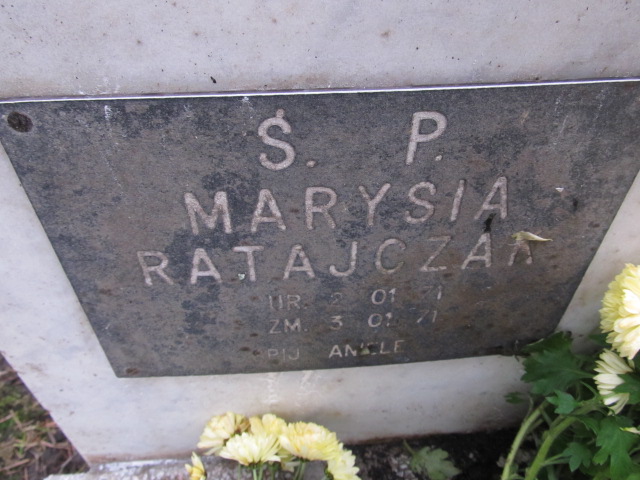 Ś. P.
MARYSIA
RATAJCZAK
UR. 2 01 71
ZM. 3 01 71
ANIELE